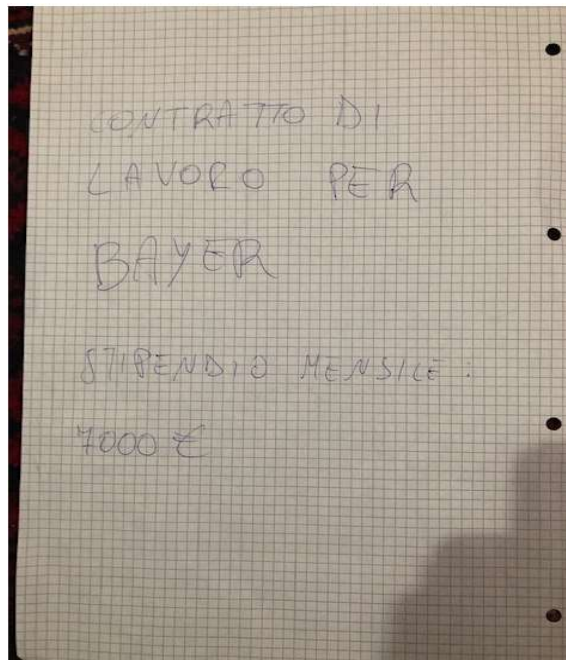 CONTRATTO DI
LAVORO PER
BAYER
STIPENDIO MENSILE:
7000 €